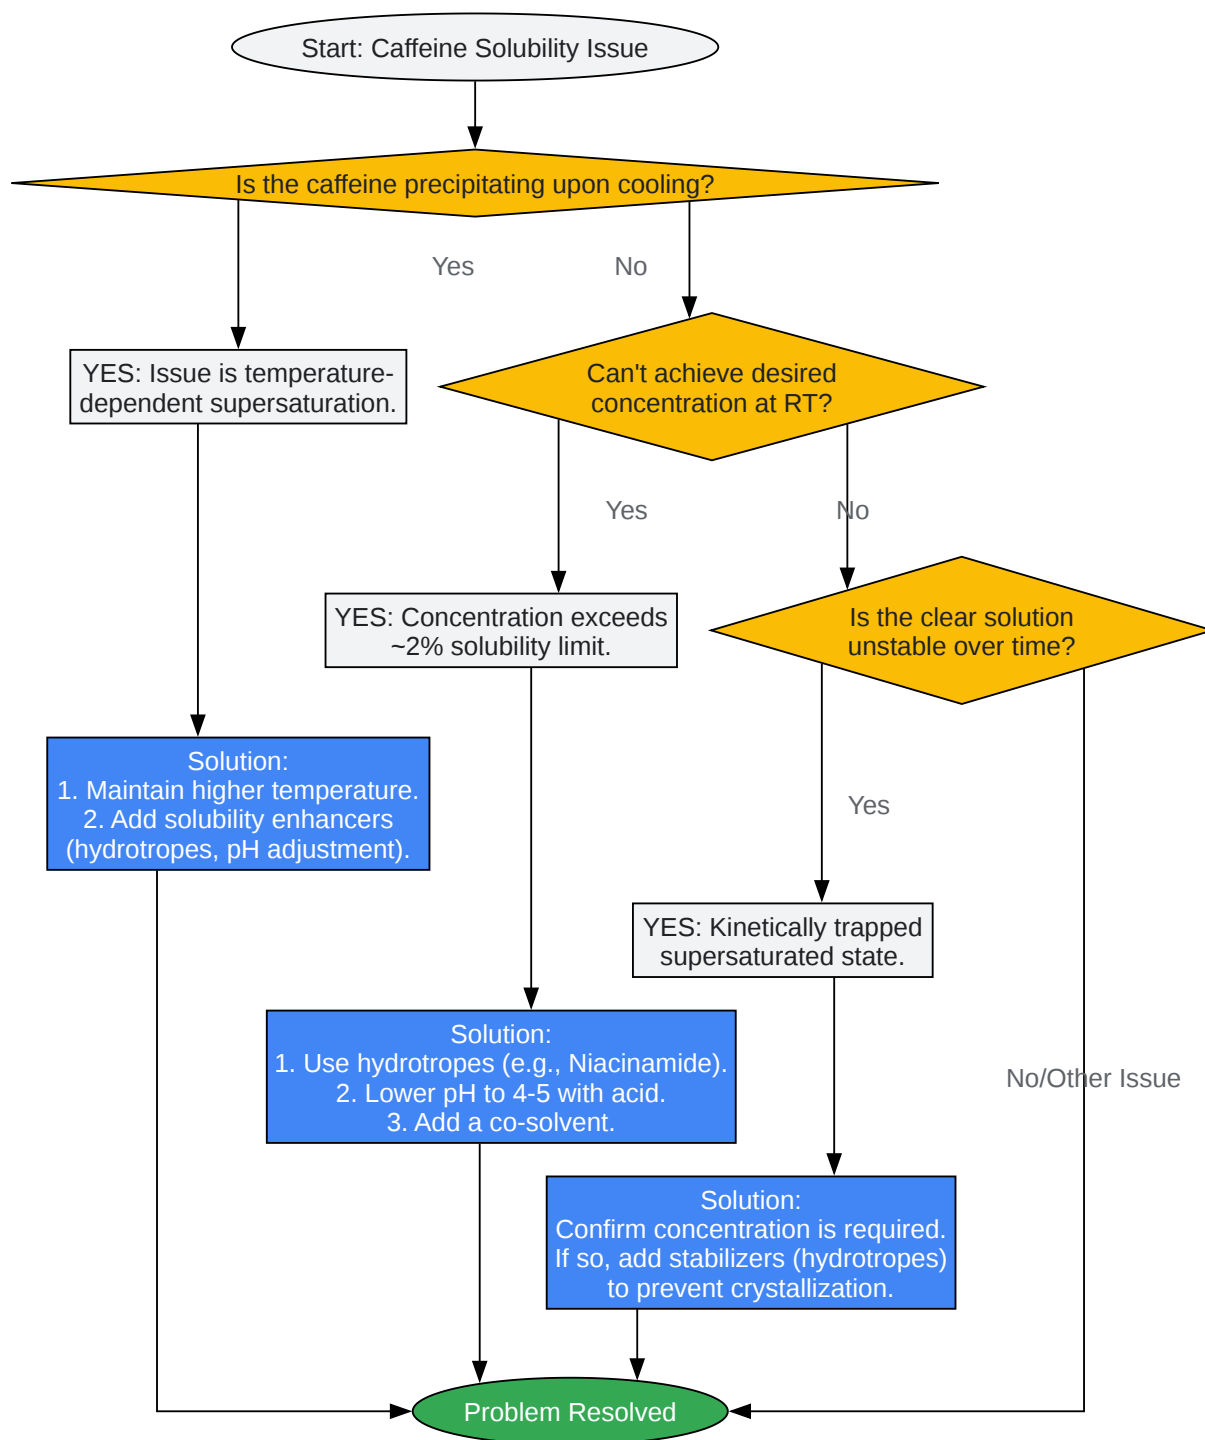 Start: Caffeine Solubility Issue
Is the caffeine precipitating upon cooling?
Yes
No
YES: Issue is temperature-
dependent supersaturation.
Can't achieve desired
concentration at RT?
Yes
No
YES: Concentration exceeds
~2% solubility limit.
Is the clear solution
unstable over time?
Solution:
1. Maintain higher temperature.
2. Add solubility enhancers
(hydrotropes, pH adjustment).
Yes
YES: Kinetically trapped
supersaturated state.
Solution:
1. Use hydrotropes (e.g., Niacinamide).
2. Lower pH to 4-5 with acid.
3. Add a co-solvent.
No/Other Issue
Solution:
Confirm concentration is required.
If so, add stabilizers (hydrotropes)
to prevent crystallization.
Problem Resolved